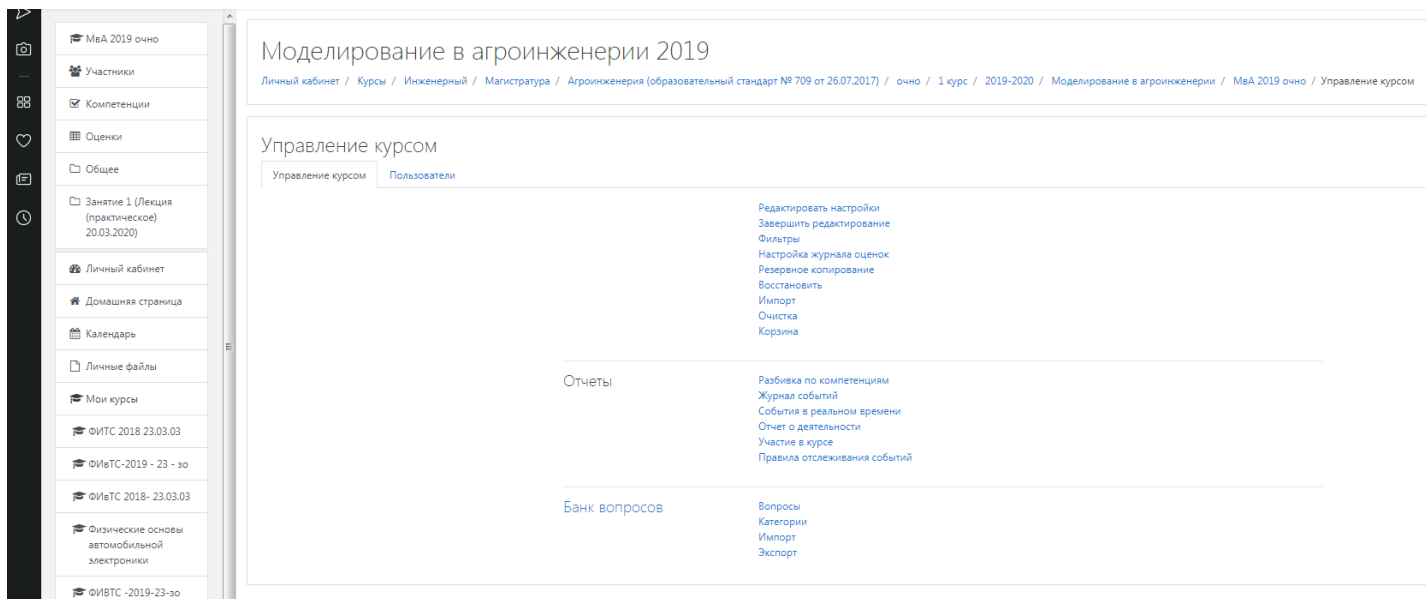 МвА 2019 очно
Участники
Компетенции
Оценки
Общее
Занятие 1 (Лекция
(практическое)
20.03.2020)
Личный кабинет
Домашняя страница
Календарь
Личные файлы
Мои курсы
ФИТС 2018 23.03.03
ФИвТС-2019 - 23 - зо
ФИвТС 2018- 23.03.03
Физические основы
автомобильной
электроники
ФИВТС -2019-23-зо
Моделирование в агроинженерии 2019
Личный кабинет / Курсы / Инженерный / Магистратура / Агроинженерия (образовательный стандарт № 709 от 26.07.2017) / очно / 1 курс / 2019-2020 / Моделирование в агроинженерии / МвА 2019 очно / Управление курсом
Управление курсом
Управление курсом Пользователи
Редактировать настройки
Завершить редактирование
Фильтры
Настройка журнала оценок
Резервное копирование
Восстановить
Импорт
Очистка
Корзина
Отчеты
Разбивка по компетенциям
Журнал событий
События в реальном времени
Отчет о деятельности
Участие в курсе
Правила отслеживания событий
Банк вопросов
Вопросы
Категории
Импорт
Экспорт